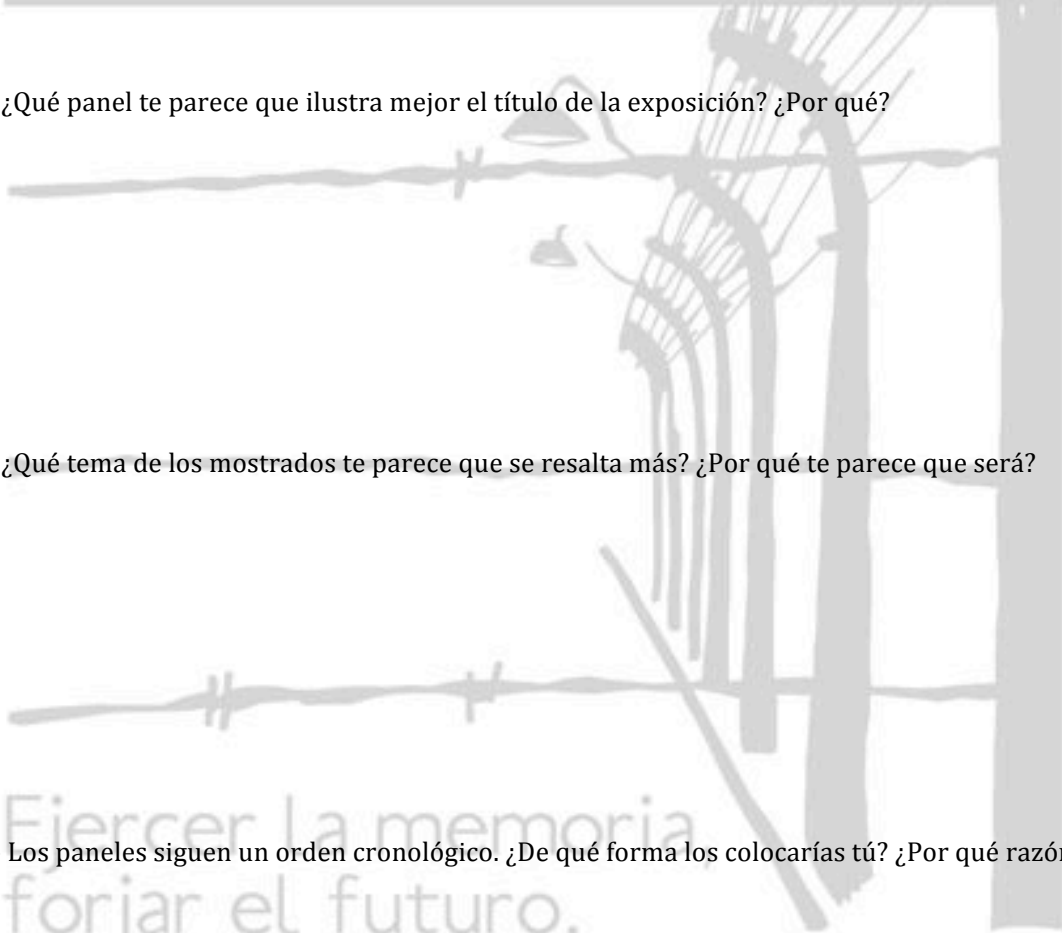 ¿Qué panel te parece que ilustra mejor el título de la exposición? ¿Por qué?
¿Qué tema de los mostrados te parece que se resalta más? ¿Por qué te parece que será?
Ejercer la memoria,
Los paneles siguen un orden cronológico. ¿De qué forma los colocarías tú? ¿Por qué razón
forjar el futuro.